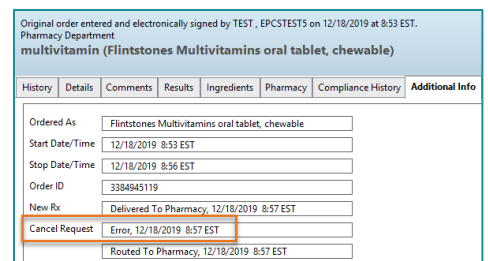 Original order entered and electronically signed by TEST , EPCSTEST5 on 12/18/2019 at 8:53 EST.
Pharmacy Department
multivitamin (Flintstones Multivitamins oral tablet, chewable)
History Details Comments Results Ingredients Pharmacy Compliance History Additional Info
Ordered As Flintstones Multivitamins oral tablet, chewable
Start Date/Time 12/18/2019 8:53 EST
Stop Date/Time 12/18/2019 8:56 EST
Order ID 3384945119
New Rx Delivered To Pharmacy, 12/18/2019 8:57 EST
Cancel Request Error, 12/18/2019 8:57 EST
Routed To Pharmacy, 12/18/2019 8:57 EST